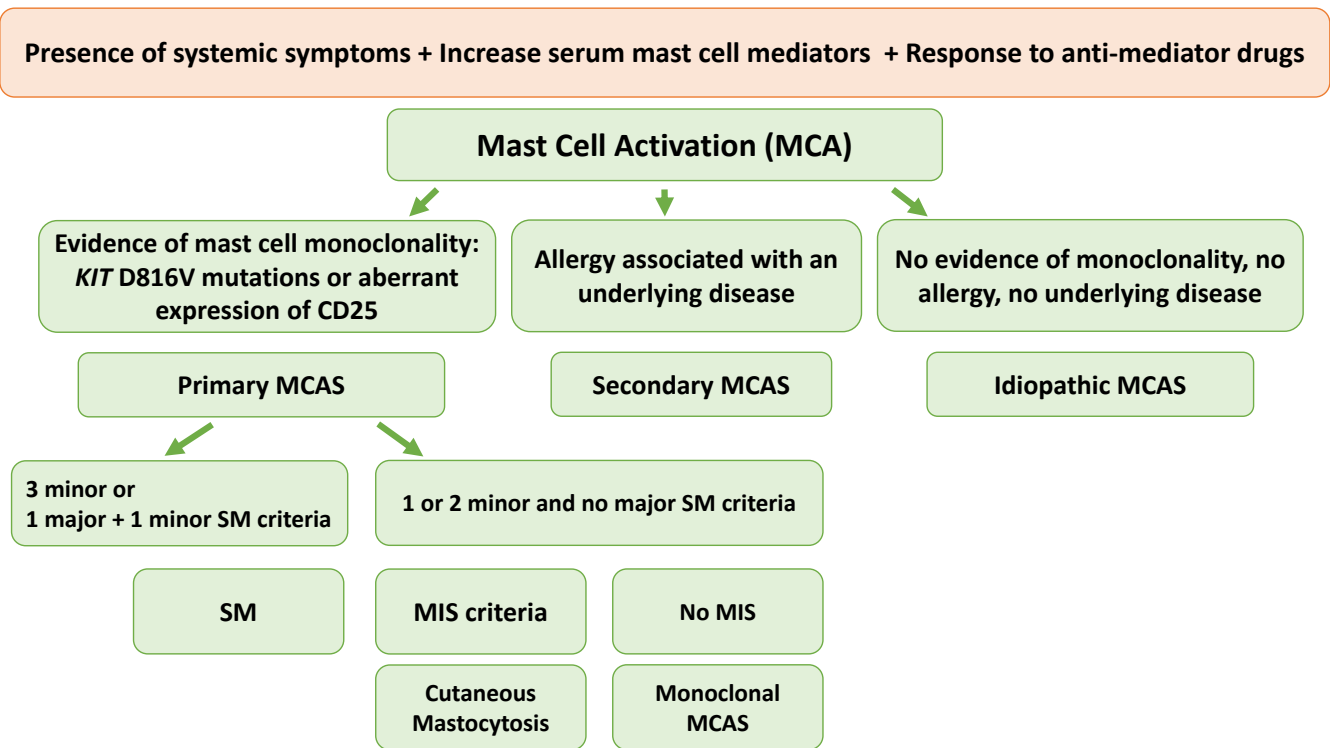 Presence of systemic symptoms + Increase serum mast cell mediators + Response to anti-mediator drugs
Mast Cell Activation (MCA)
Evidence of mast cell monoclonality:
KIT D816V mutations or aberrant
expression of CD25
Allergy associated with an
underlying disease
No evidence of monoclonality, no
allergy, no underlying disease
Primary MCAS
Secondary MCAS
Idiopathic MCAS
3 minor or
1 major + 1 minor SM criteria
1 or 2 minor and no major SM criteria
SM
MIS criteria
No MIS
Cutaneous
Mastocytosis
Monoclonal
MCAS